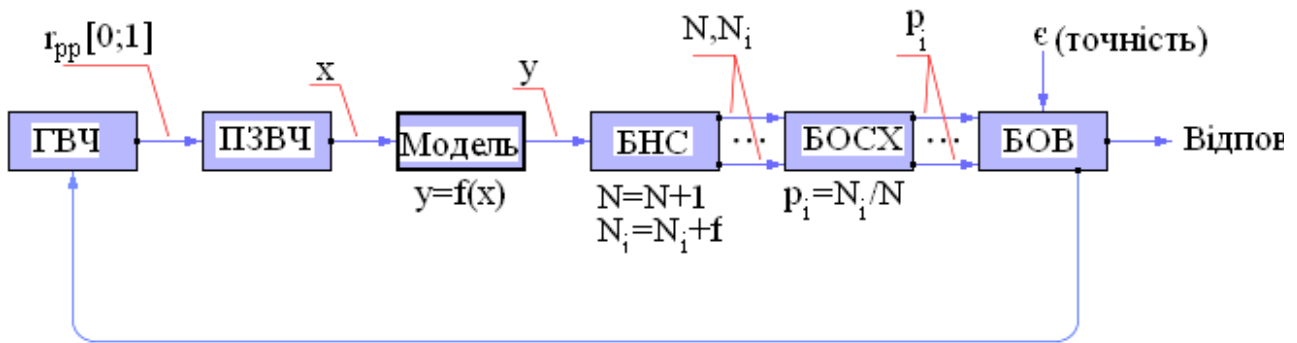 r_pp[0;1]
x
y
N,N_i
p_i
є (точність)
ГВЧ
ПЗВЧ
Модель
БНС
...
БОСХ
...
БОВ
Відпов
y=f(x)
N=N+1
N_i=N_i+f
p_i=N_i/N